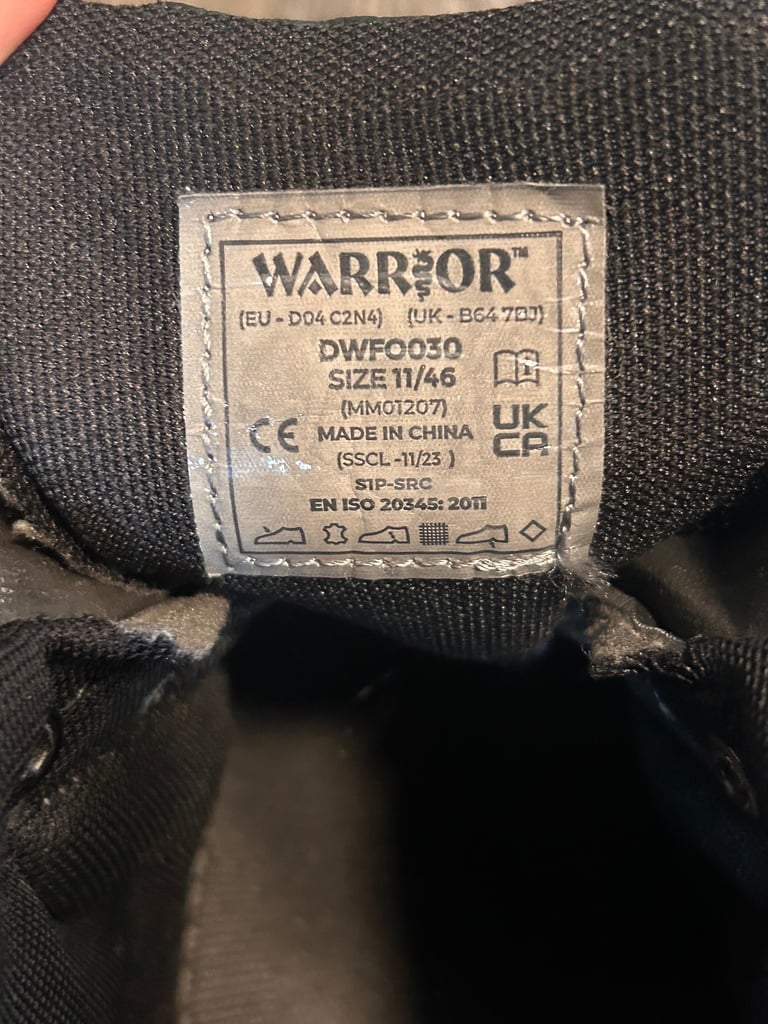 WARRIOR™
(EU - D04 C2N4) (UK - B64 7BJ)
DWF0030
SIZE 11/46
(MM01207)
CE MADE IN CHINA UK CA
(SSCL -11/23 )
S1P-SRC
EN ISO 20345: 2011